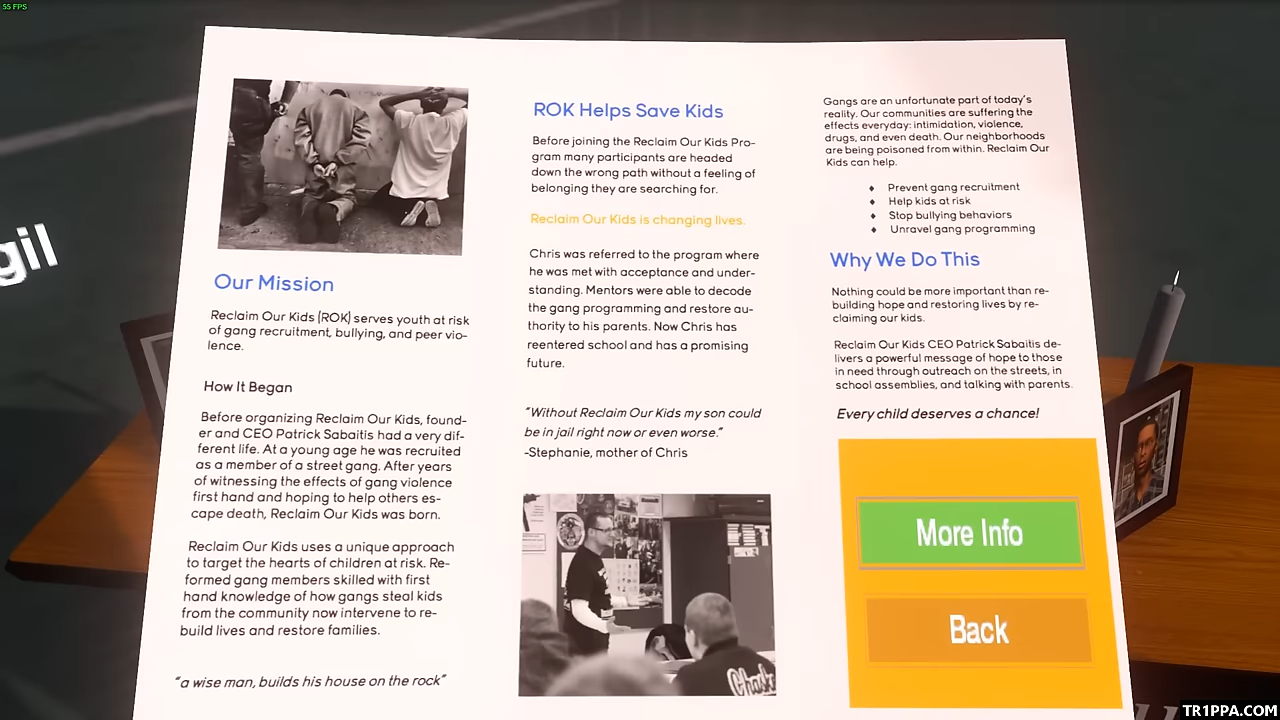 55 FPS
gil
Our Mission
Reclaim Our Kids (ROK) serves youth at risk
of gang recruitment, bullying, and peer vio-
lence.
How It Began
Before organizing Reclaim Our Kids, found-
er and CEO Patrick Sabaitis had a very dif-
ferent life. At a young age he was recruited
as a member of a street gang. After years
of witnessing the effects of gang violence
first hand and hoping to help others es-
cape death, Reclaim Our Kids was born.
Reclaim Our Kids uses a unique approach
to target the hearts of children at risk. Re-
formed gang members skilled with first
hand knowledge of how gangs steal kids
from the community now intervene to re-
build lives and restore families.
"a wise man, builds his house on the rock"
ROK Helps Save Kids
Before joining the Reclaim Our Kids Pro-
gram many participants are headed
down the wrong path without a feeling of
belonging they are searching for.
Reclaim Our Kids is changing lives.
Chris was referred to the program where
he was met with acceptance and under-
standing. Mentors were able to decode
the gang programming and restore au-
thority to his parents. Now Chris has
reentered school and has a promising
future.
"Without Reclaim Our Kids my son could
be in jail right now or even worse."
-Stephanie, mother of Chris
Gangs are an unfortunate part of today's
reality. Our communities are suffering the
effects everyday: intimidation, violence,
drugs, and even death. Our neighborhoods
are being poisoned from within. Reclaim Our
Kids can help.
♦ Prevent gang recruitment
♦ Help kids at risk
♦ Stop bullying behaviors
♦ Unravel gang programming
Why We Do This
Nothing could be more important than re-
building hope and restoring lives by re-
claiming our kids.
Reclaim Our Kids CEO Patrick Sabaitis de-
livers a powerful message of hope to those
in need through outreach on the streets, in
school assemblies, and talking with parents.
Every child deserves a chance!
More Info
Back
TR1PPA.COM